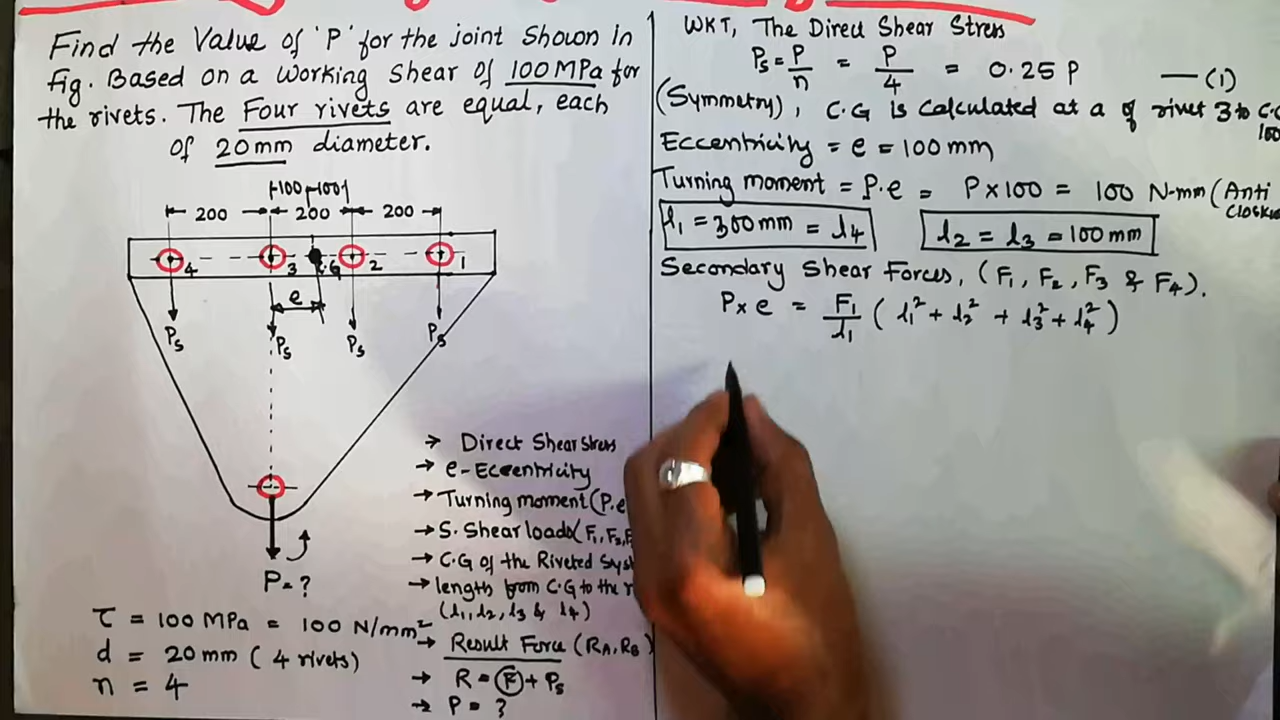 Find the Value of 'P' for the joint Shown in
fig. Based on a Working Shear of 100 MPa for
the rivets. The Four rivets are equal, each
of 20mm diameter.
100 100
200 200 200
4 3 C.G 2 1
e
Ps Ps Ps Ps
P = ?
τ = 100 MPa = 100 N/mm²
d = 20mm ( 4 rivets)
n = 4
→ Direct Shear Stress
→ e - Eccentricity
→ Turning moment (P.e
→ S. Shear loads (F1, F2,
→ C.G of the Riveted Sys
→ length from C.G to the r
(l1, l2, l3 & l4)
→ Result Force (RA, RB)
→ R = F + Ps
→ P = ?
WKT, The Direct Shear Stress
Ps = P/n = P/4 = 0.25 P — (1)
(Symmetry), C.G is Calculated at a of rivet 3 to C.G
100
Eccentricity = e = 100 mm
Turning moment = P.e = P × 100 = 100 N-mm (Anti
l1 = 300mm = l4 l2 = l3 = 100 mm
Secondary Shear Forces, (F1, F2, F3 & F4).
P × e = F1/l1 ( l1² + l2² + l3² + l4² )